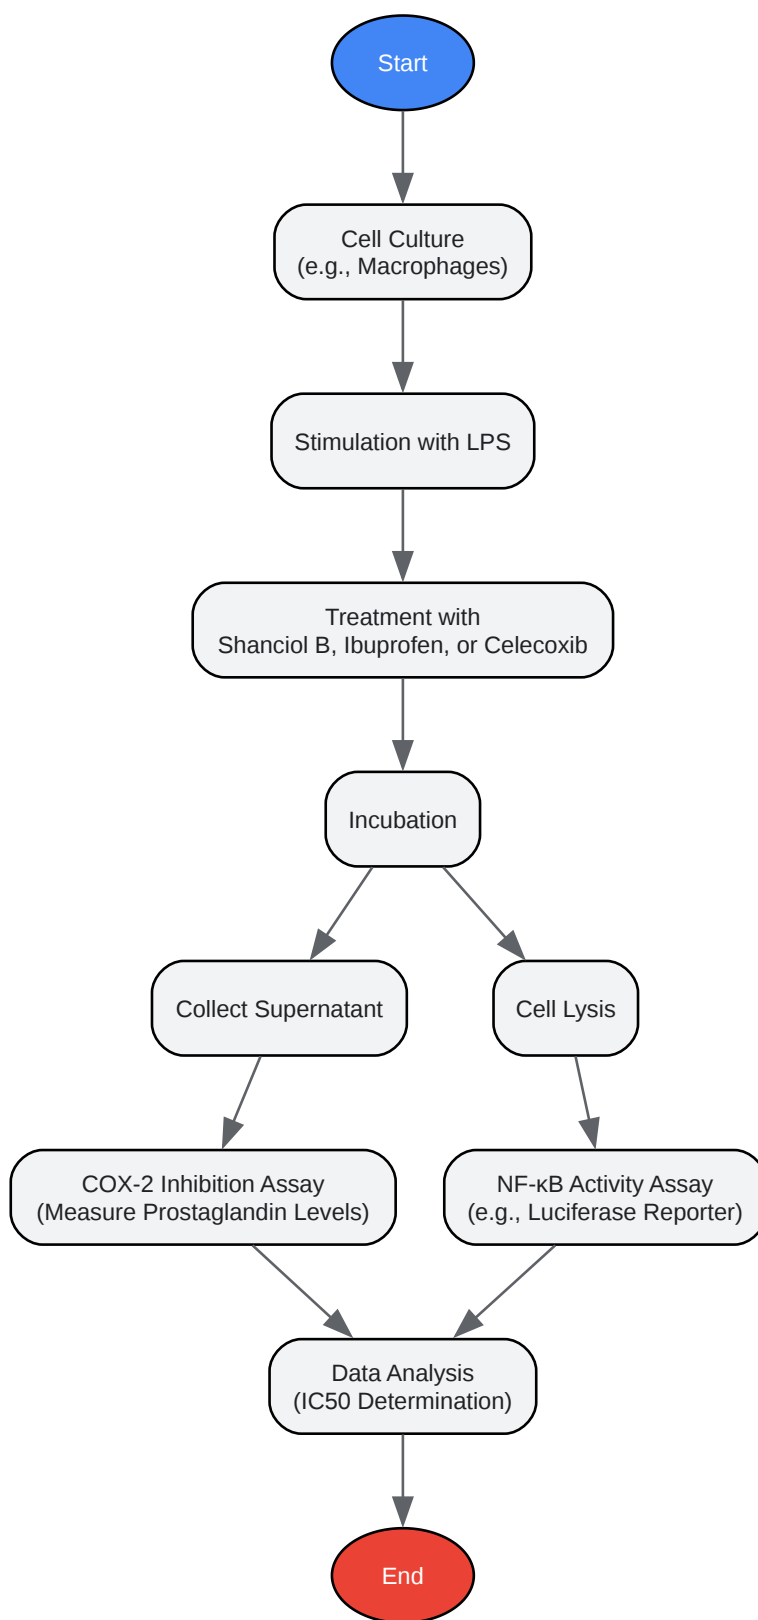 Start
Cell Culture
(e.g., Macrophages)
Stimulation with LPS
Treatment with
Shanciol B, Ibuprofen, or Celecoxib
Incubation
Collect Supernatant
Cell Lysis
COX-2 Inhibition Assay
(Measure Prostaglandin Levels)
NF-κB Activity Assay
(e.g., Luciferase Reporter)
Data Analysis
(IC50 Determination)
End